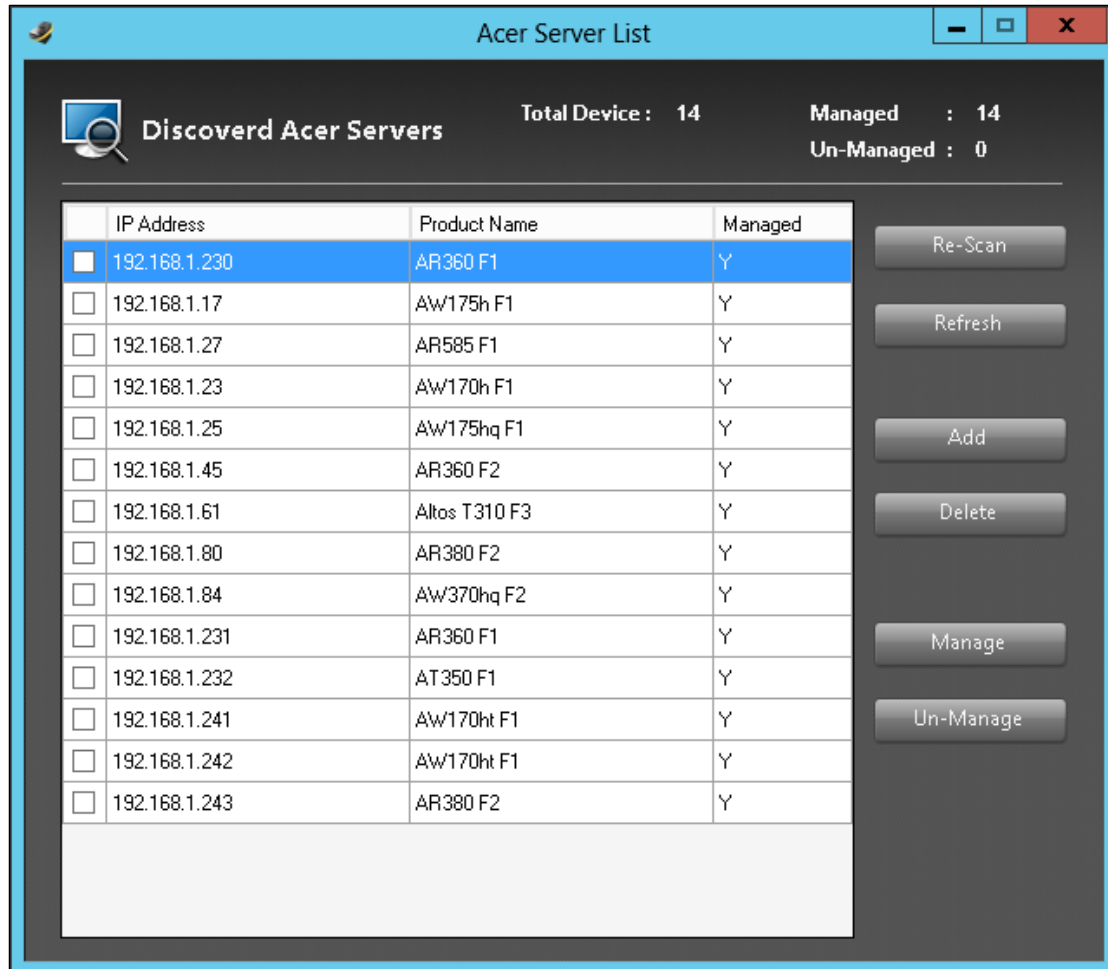 Acer Server List
Discoverd Acer Servers
Total Device : 14
Managed : 14
Un-Managed : 0
IP Address Product Name Managed
192.168.1.230 AR360 F1 Y
192.168.1.17 AW175h F1 Y
192.168.1.27 AR585 F1 Y
192.168.1.23 AW170h F1 Y
192.168.1.25 AW175hq F1 Y
192.168.1.45 AR360 F2 Y
192.168.1.61 Altos T310 F3 Y
192.168.1.80 AR380 F2 Y
192.168.1.84 AW370hq F2 Y
192.168.1.231 AR360 F1 Y
192.168.1.232 AT350 F1 Y
192.168.1.241 AW170ht F1 Y
192.168.1.242 AW170ht F1 Y
192.168.1.243 AR380 F2 Y
Re-Scan
Refresh
Add
Delete
Manage
Un-Manage